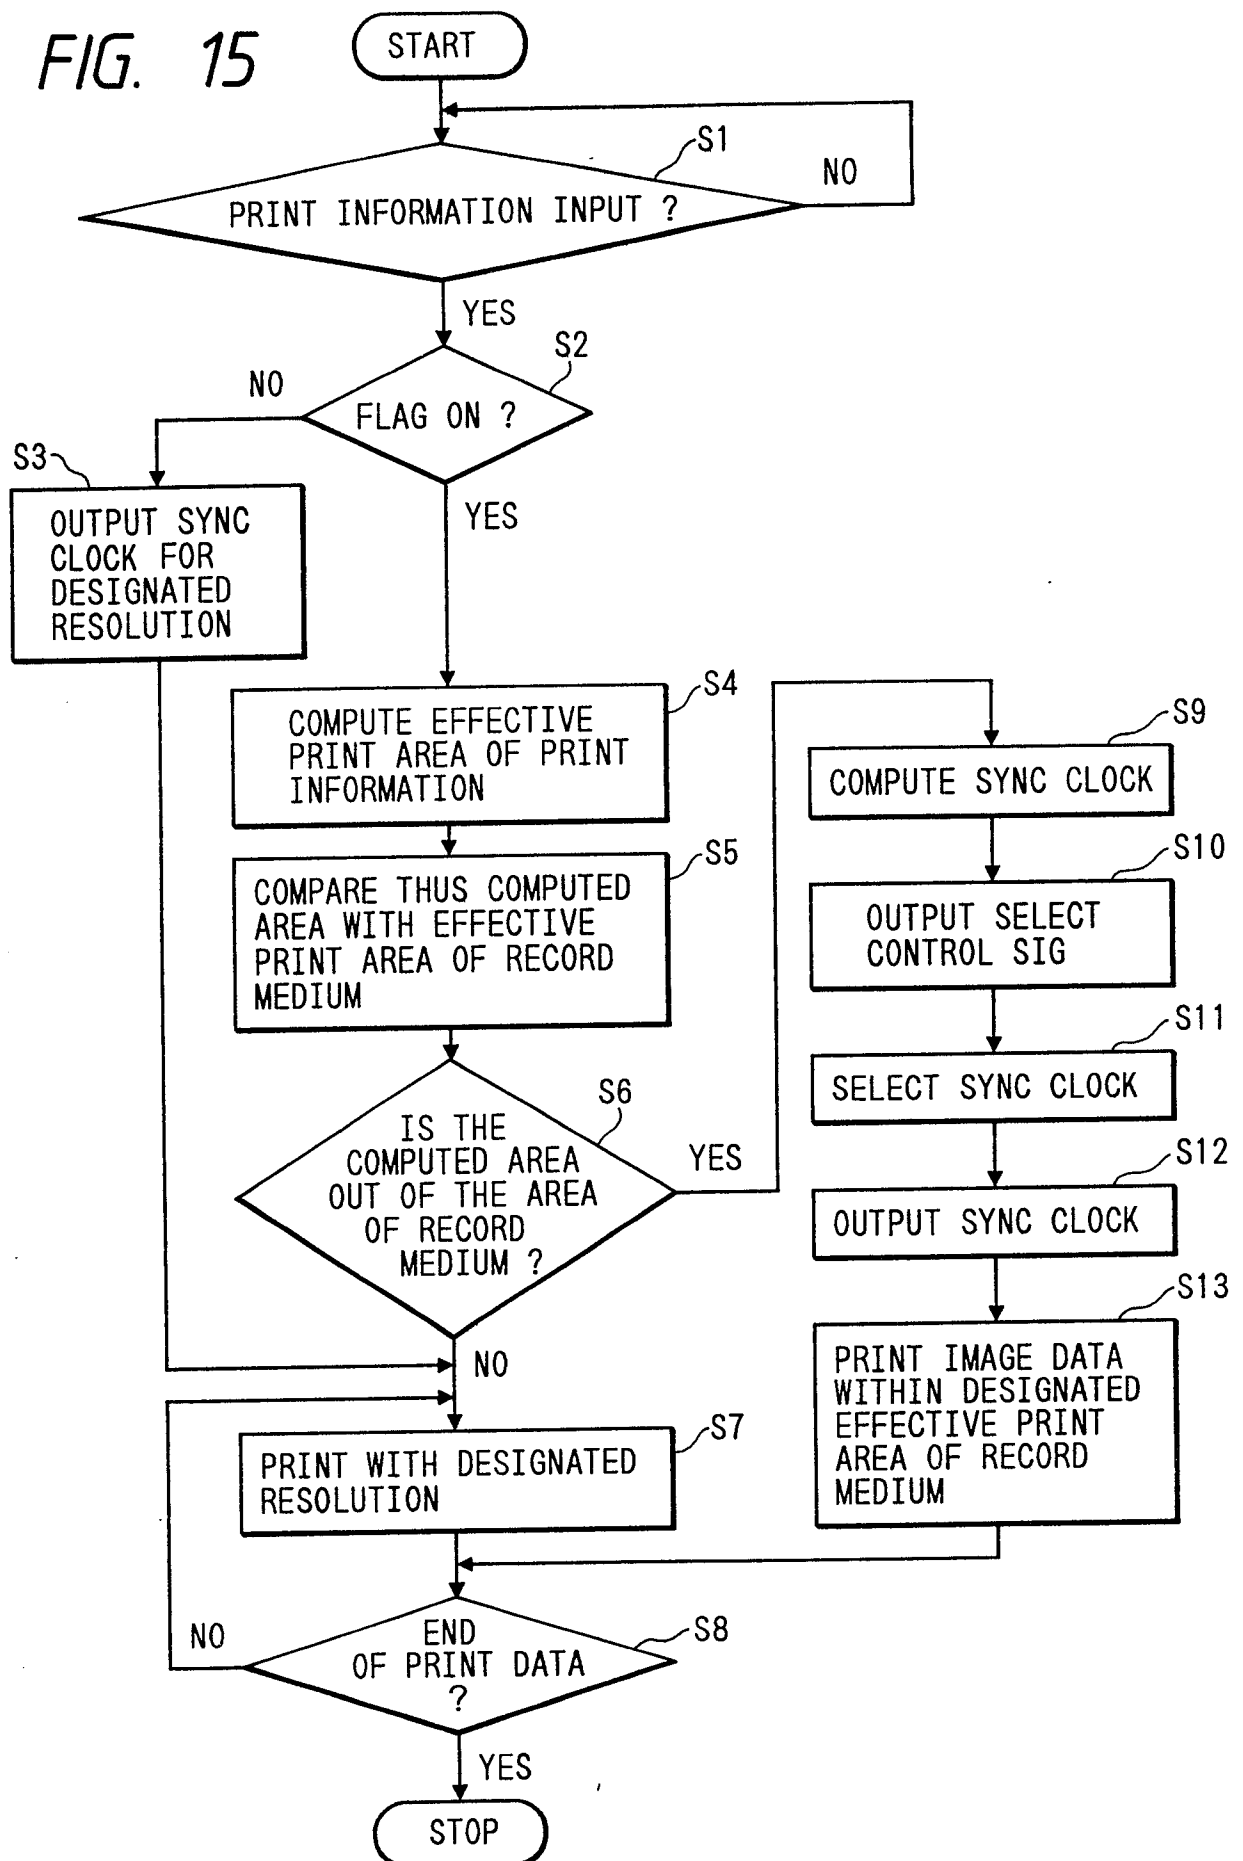 FIG. 15
START
S1
NO
PRINT INFORMATION INPUT ?
YES
S2
NO
FLAG ON ?
S3
YES
OUTPUT SYNC
CLOCK FOR
DESIGNATED
RESOLUTION
S4
COMPUTE EFFECTIVE
PRINT AREA OF PRINT
INFORMATION
S5
COMPARE THUS COMPUTED
AREA WITH EFFECTIVE
PRINT AREA OF RECORD
MEDIUM
S6
IS THE
COMPUTED AREA
OUT OF THE AREA
OF RECORD
MEDIUM ?
YES
NO
S9
COMPUTE SYNC CLOCK
S10
OUTPUT SELECT
CONTROL SIG
S11
SELECT SYNC CLOCK
S12
OUTPUT SYNC CLOCK
S13
PRINT IMAGE DATA
WITHIN DESIGNATED
EFFECTIVE PRINT
AREA OF RECORD
MEDIUM
S7
PRINT WITH DESIGNATED
RESOLUTION
NO
S8
END
OF PRINT DATA
?
YES
STOP